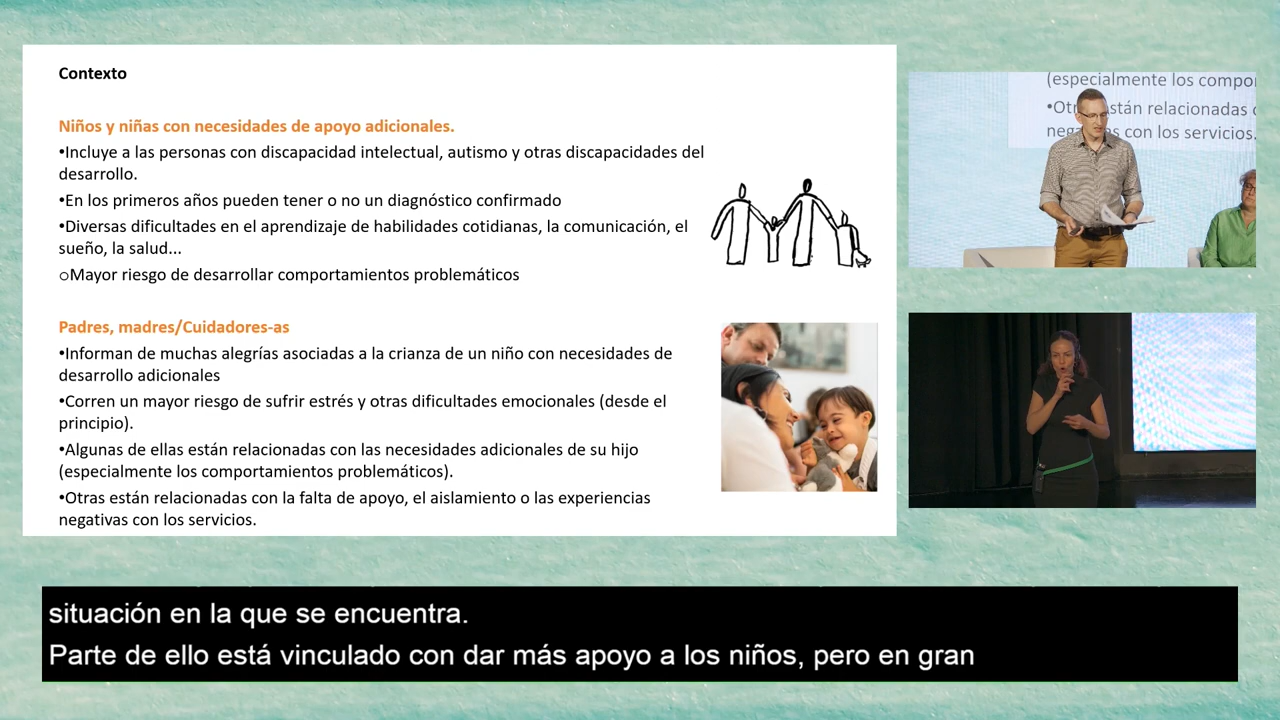 Contexto
Niños y niñas con necesidades de apoyo adicionales.
•Incluye a las personas con discapacidad intelectual, autismo y otras discapacidades del
desarrollo.
•En los primeros años pueden tener o no un diagnóstico confirmado
•Diversas dificultades en el aprendizaje de habilidades cotidianas, la comunicación, el
sueño, la salud...
oMayor riesgo de desarrollar comportamientos problemáticos
Padres, madres/Cuidadores-as
•Informan de muchas alegrías asociadas a la crianza de un niño con necesidades de
desarrollo adicionales
•Corren un mayor riesgo de sufrir estrés y otras dificultades emocionales (desde el
principio).
•Algunas de ellas están relacionadas con las necesidades adicionales de su hijo
(especialmente los comportamientos problemáticos).
•Otras están relacionadas con la falta de apoyo, el aislamiento o las experiencias
negativas con los servicios.
(especialmente los compor
•Otr stán relacionadas c
neg s con los servicios.
situación en la que se encuentra.
Parte de ello está vinculado con dar más apoyo a los niños, pero en gran